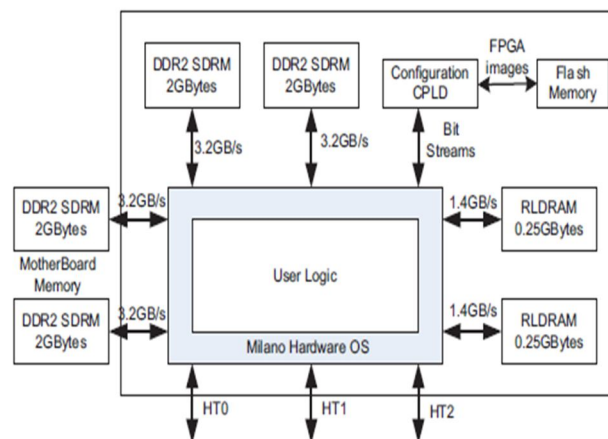 DDR2 SDRM
2GBytes
DDR2 SDRM
2GBytes
Configuration
CPLD
FPGA
images
Flash
Memory
3.2GB/s
3.2GB/s
Bit
Streams
DDR2 SDRM
2GBytes
3.2GB/s
1.4GB/s
RLDRAM
0.25GBytes
MotherBoard
Memory
User Logic
DDR2 SDRM
2GBytes
3.2GB/s
1.4GB/s
RLDRAM
0.25GBytes
Milano Hardware OS
HT0
HT1
HT2